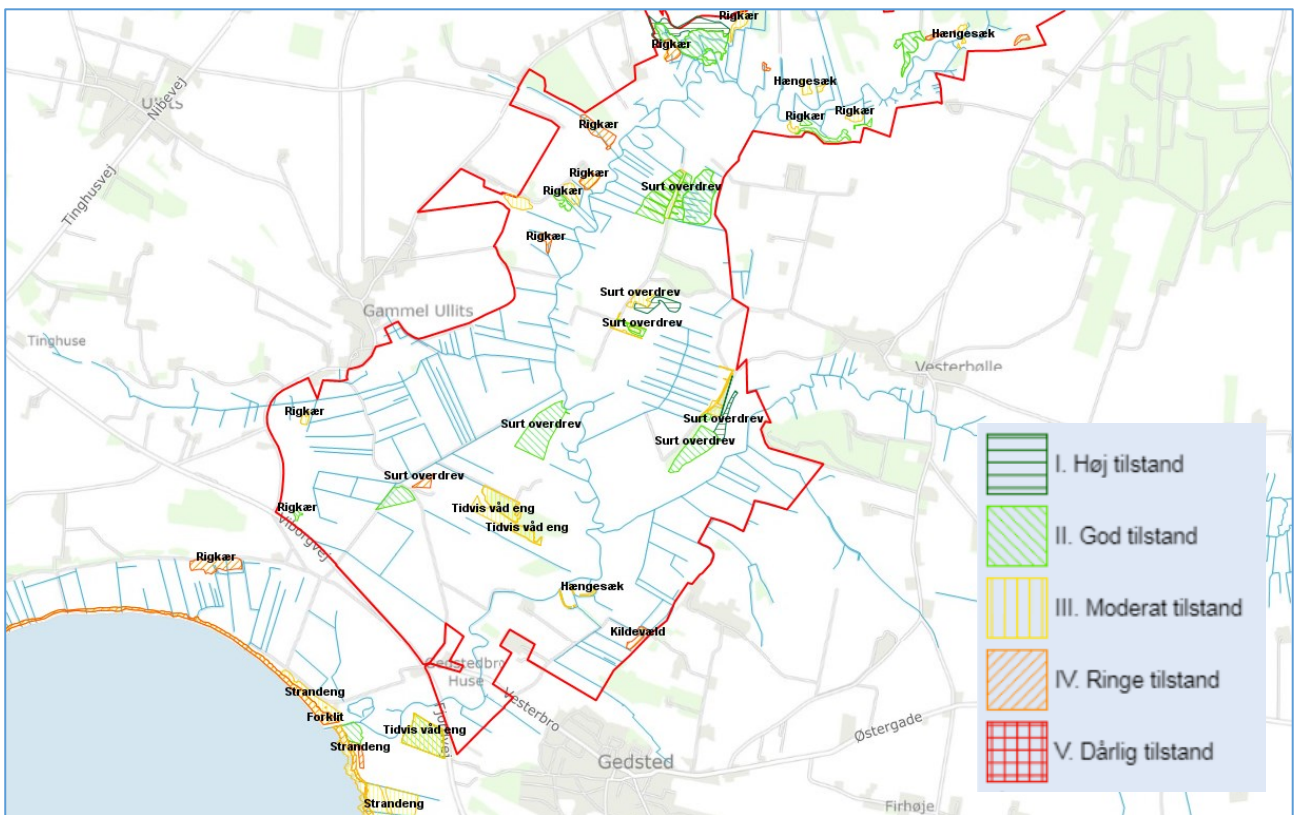 Rigkær
Rigkær
Hængesæk
Hængesæk
Ullits
Nibevej
Rigkær
Rigkær
Rigkær
Rigkær
Rigkær
Surt overdrev
Tinghusvej
Rigkær
Surt overdrev
Gammel Ullits
Surt overdrev
Tinghuse
Vesterbølle
Rigkær
Surt overdrev
Surt overdrev
Surt overdrev
Surt overdrev
Rigkær
Tidvis våd eng
Tidvis våd eng
Viborgvej
Rigkær
Hængesæk
Kildevæld
Gedstedbro
Huse
Vesterbro
Strandeng
Forklit
Strandeng
Tidvis våd eng
Fjordvej
Østergade
Gedsted
Strandeng
Firhøje
I. Høj tilstand
II. God tilstand
III. Moderat tilstand
IV. Ringe tilstand
V. Dårlig tilstand